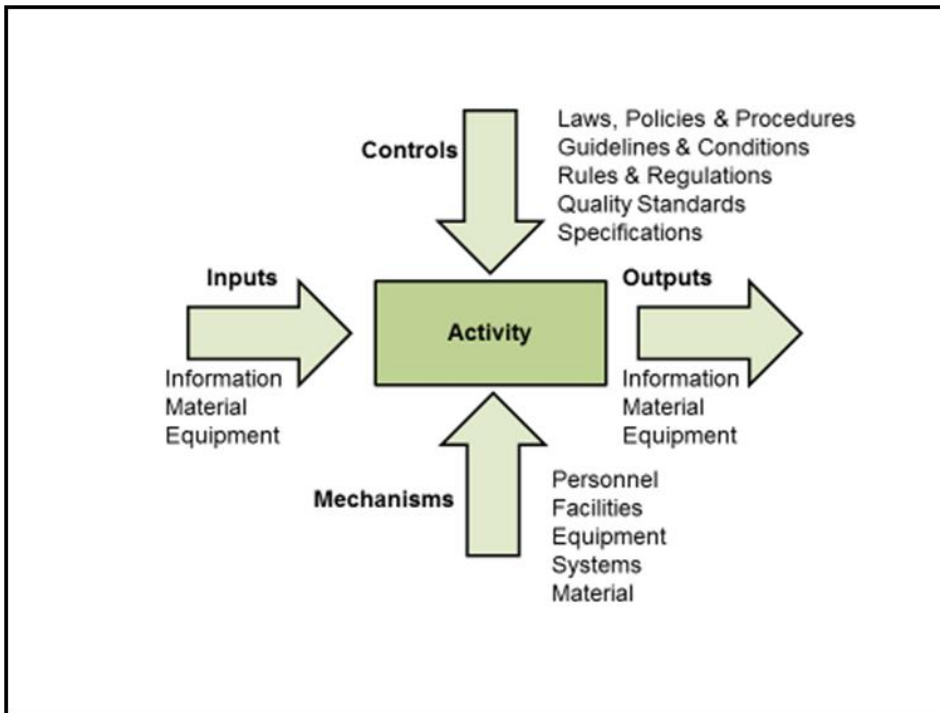 Controls
Laws, Policies & Procedures
Guidelines & Conditions
Rules & Regulations
Quality Standards
Specifications
Inputs
Information
Material
Equipment
Activity
Outputs
Information
Material
Equipment
Mechanisms
Personnel
Facilities
Equipment
Systems
Material